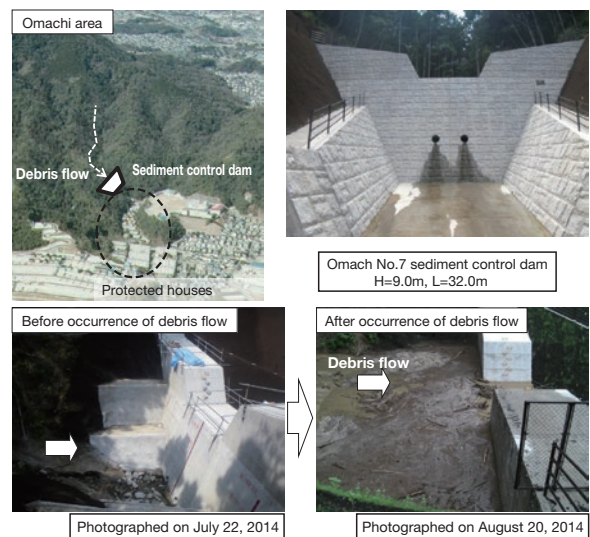 Omachi area
Debris flow
Sediment control dam
Protected houses
Omach No.7 sediment control dam
H=9.0m, L=32.0m
Before occurrence of debris flow
Photographed on July 22, 2014
After occurrence of debris flow
Debris flow
Photographed on August 20, 2014